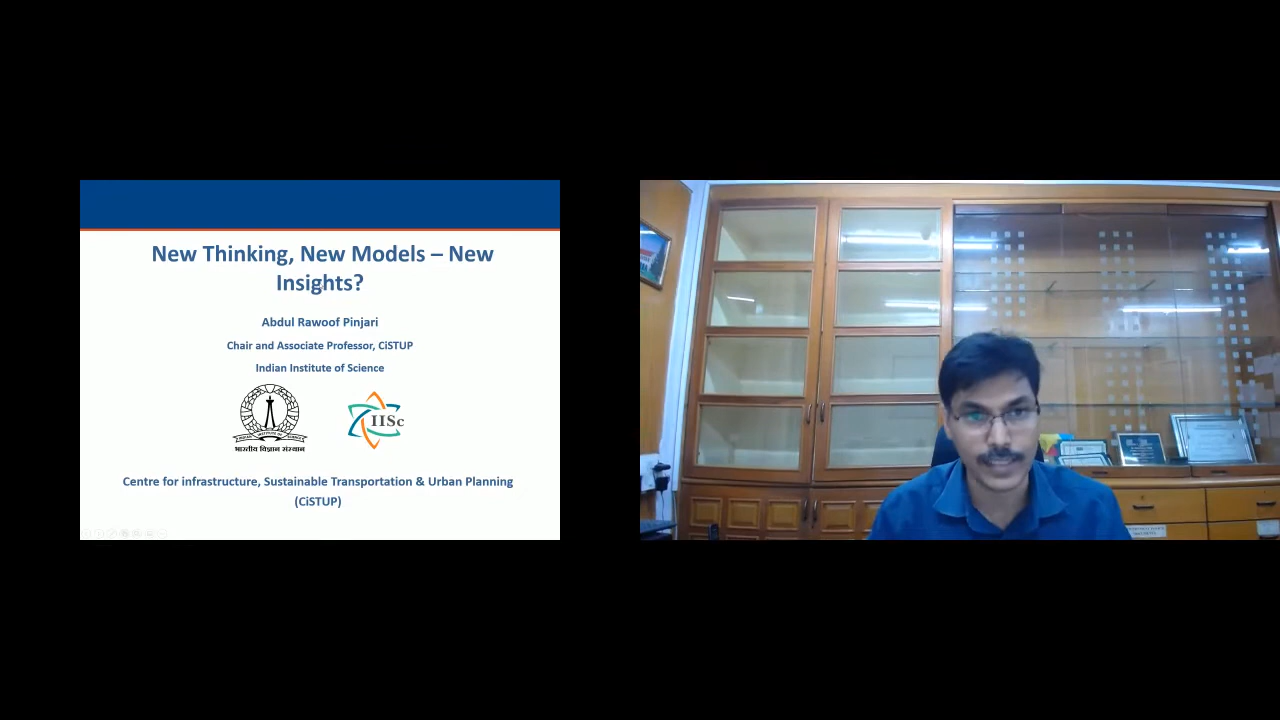 New Thinking, New Models – New
Insights?
Abdul Rawoof Pinjari
Chair and Associate Professor, CiSTUP
Indian Institute of Science
IISc
भारतीय विज्ञान संस्थान
Centre for infrastructure, Sustainable Transportation & Urban Planning
(CiSTUP)